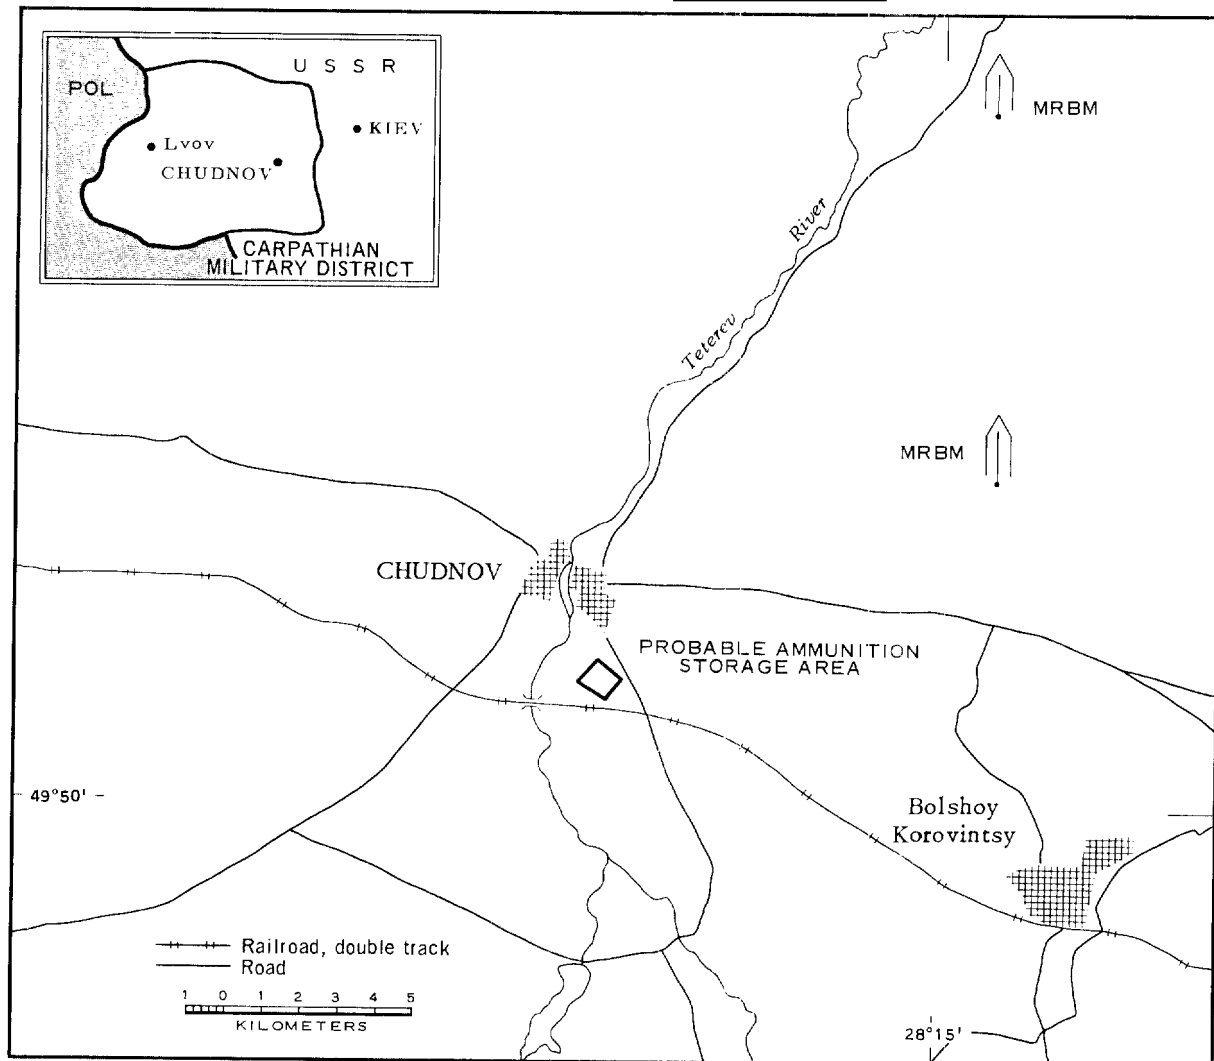 USSR
POL
KIEV
Lvov
CHUDNOV
CARPATHIAN
MILITARY DISTRICT
MRBM
River
Teterev
MRBM
CHUDNOV
PROBABLE AMMUNITION
STORAGE AREA
49°50'
Bolshoy
Korovintsy
Railroad, double track
Road
1 0 1 2 3 4 5
KILOMETERS
28°15'